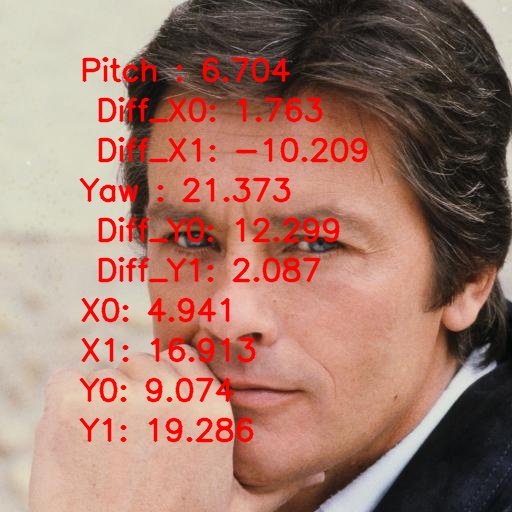 Pitch : 6.704
Diff_X0: 1.763
Diff_X1: -10.209
Yaw : 21.373
Diff_Y0: 12.299
Diff_Y1: 2.087
X0: 4.941
X1: 16.913
Y0: 9.074
Y1: 19.286